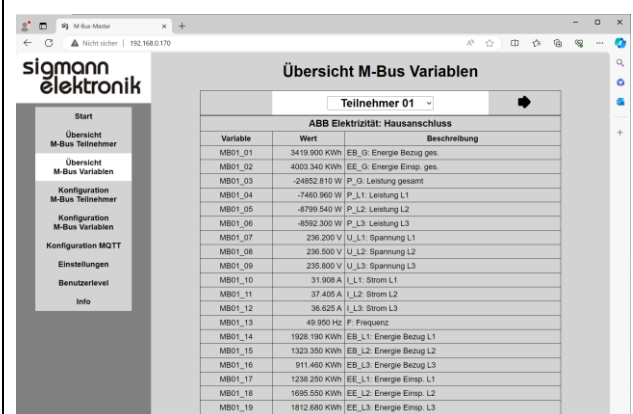 M-Bus-Master
Nicht sicher | 192.168.0.170
sigmann
elektronik
Start
Übersicht
M-Bus Teilnehmer
Übersicht
M-Bus Variablen
Konfiguration
M-Bus Teilnehmer
Konfiguration
M-Bus Variablen
Konfiguration MQTT
Einstellungen
Benutzerlevel
Info
Übersicht M-Bus Variablen
Teilnehmer 01
ABB Elektrizität: Hausanschluss
Variable Wert Beschreibung
MB01_01 3419.900 KWh EB_G: Energie Bezug ges.
MB01_02 4003.340 KWh EE_G: Energie Einsp. ges.
MB01_03 -24852.810 W P_G: Leistung gesamt
MB01_04 -7460.960 W P_L1: Leistung L1
MB01_05 -8799.540 W P_L2: Leistung L2
MB01_06 -8592.300 W P_L3: Leistung L3
MB01_07 236.200 V U_L1: Spannung L1
MB01_08 236.500 V U_L2: Spannung L2
MB01_09 235.800 V U_L3: Spannung L3
MB01_10 31.908 A I_L1: Strom L1
MB01_11 37.405 A I_L2: Strom L2
MB01_12 36.625 A I_L3: Strom L3
MB01_13 49.950 Hz F: Frequenz
MB01_14 1928.190 KWh EB_L1: Energie Bezug L1
MB01_15 1323.350 KWh EB_L2: Energie Bezug L2
MB01_16 911.460 KWh EB_L3: Energie Bezug L3
MB01_17 1238.250 KWh EE_L1: Energie Einsp. L1
MB01_18 1695.550 KWh EE_L2: Energie Einsp. L2
MB01_19 1812.680 KWh EE_L3: Energie Einsp. L3